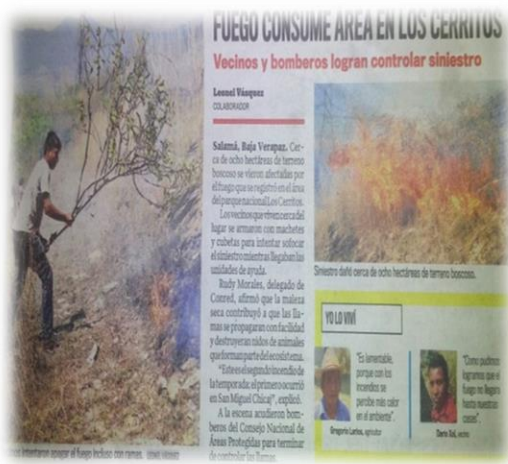 FUEGO CONSUME ÁREA EN LOS CERRITOS
Vecinos y bomberos logran controlar siniestro
Leonel Vásquez
COLABORADOR
Salamá, Baja Verapaz. Cer-
ca de ocho hectáreas de terreno
boscoso se vieron afectadas por
el fuego que se registró en el área
del parque nacional Los Cerritos.
Los vecinos que viven cerca del
lugar se armaron con machetes
y cubetas para intentar sofocar
el siniestro mientras llegaban las
unidades de ayuda.
Rudy Morales, delegado de
Conred, afirmó que la maleza
seca contribuyó a que las lla-
mas se propagaran con facilidad
y destruyeran nidos de animales
que forman parte del ecosistema.
"Este es el segundo incendio de
la temporada; el primero ocurrió
en San Miguel Chicaj", explicó.
A la escena acudieron bom-
beros del Consejo Nacional de
Áreas Protegidas para terminar
de controlar las llamas.
intentaron apagar el fuego incluso con ramas.
Siniestro dañó cerca de ocho hectáreas de terreno boscoso.
YO LO VIVÍ
"Es lamentable,
porque con los
incendios se
percibe más calor
en el ambiente".
Gregorio Larios, agricultor
"Como pudimos
logramos que el
fuego no llegara
hasta nuestras
casas".
vecino